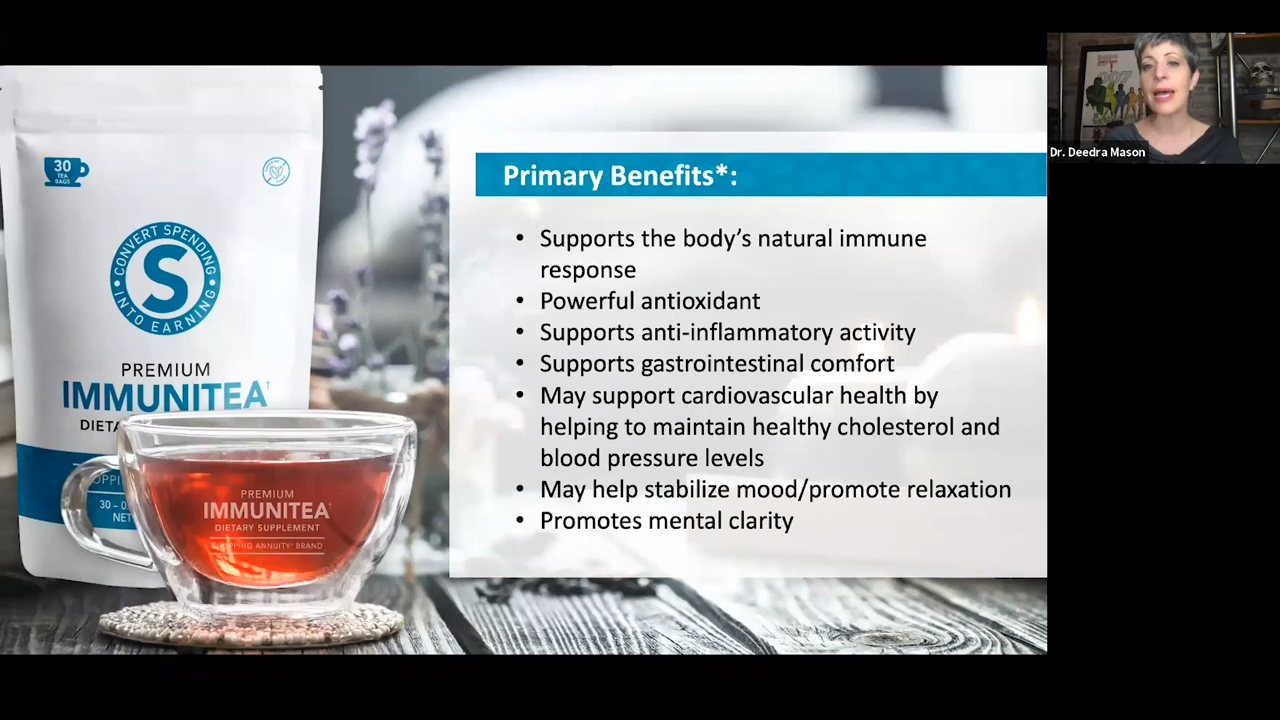 30
TEA
BAGS
CONVERT SPENDING
S
INTO EARNING
PREMIUM
IMMUNITEA†
PREMIUM
IMMUNITEA†
DIETARY SUPPLEMENT
SHOPPING ANNUITY® BRAND
Primary Benefits*:
• Supports the body’s natural immune
response
• Powerful antioxidant
• Supports anti-inflammatory activity
• Supports gastrointestinal comfort
• May support cardiovascular health by
helping to maintain healthy cholesterol and
blood pressure levels
• May help stabilize mood/promote relaxation
• Promotes mental clarity
007
Dr. Deedra Mason